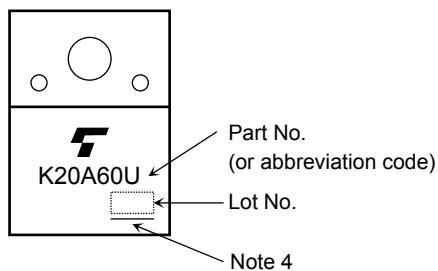 K20A60U
Part No.
(or abbreviation code)
Lot No.
Note 4